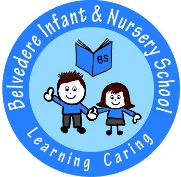 Belvedere Infant & Nursery School
BS
Learning Caring